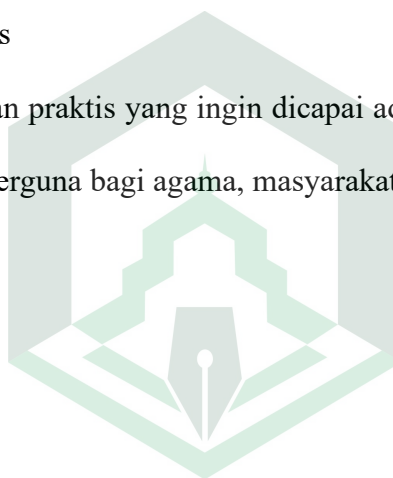 s
an praktis yang ingin dicapai ad
erguna bagi agama, masyarakat